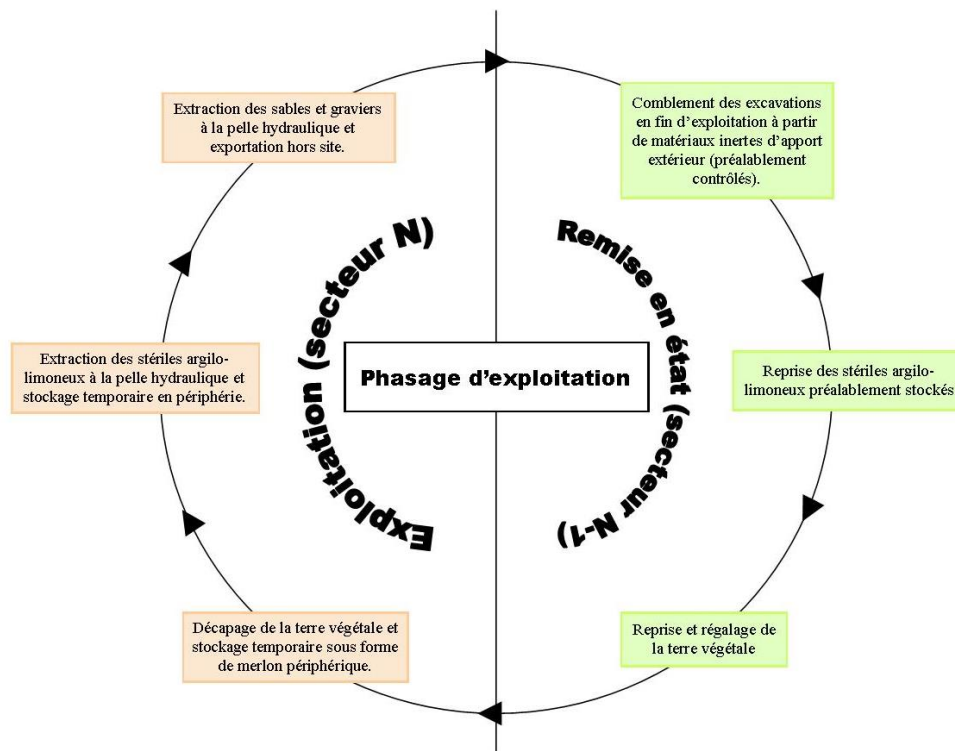 Extraction des sables et graviers
à la pelle hydraulique et
exportation hors site.
Comblement des excavations
en fin d’exploitation à partir
de matériaux inertes d’apport
extérieur (préalablement
contrôlés).
Exploitation (secteur N)
Remise en état (secteur N-1)
Extraction des stériles argilo-
limoneux à la pelle hydraulique et
stockage temporaire en périphérie.
Phasage d’exploitation
Reprise des stériles argilo-
limoneux préalablement stockés
Décapage de la terre végétale et
stockage temporaire sous forme
de merlon périphérique.
Reprise et régalage de
la terre végétale